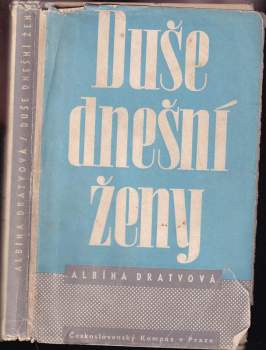 ALBÍNA DRATVOVÁ / DUŠE DNEŠNÍ ŽENY
Duše
dnešní
ženy
ALBÍNA DRATVOVÁ
Československý Kompas v Praze